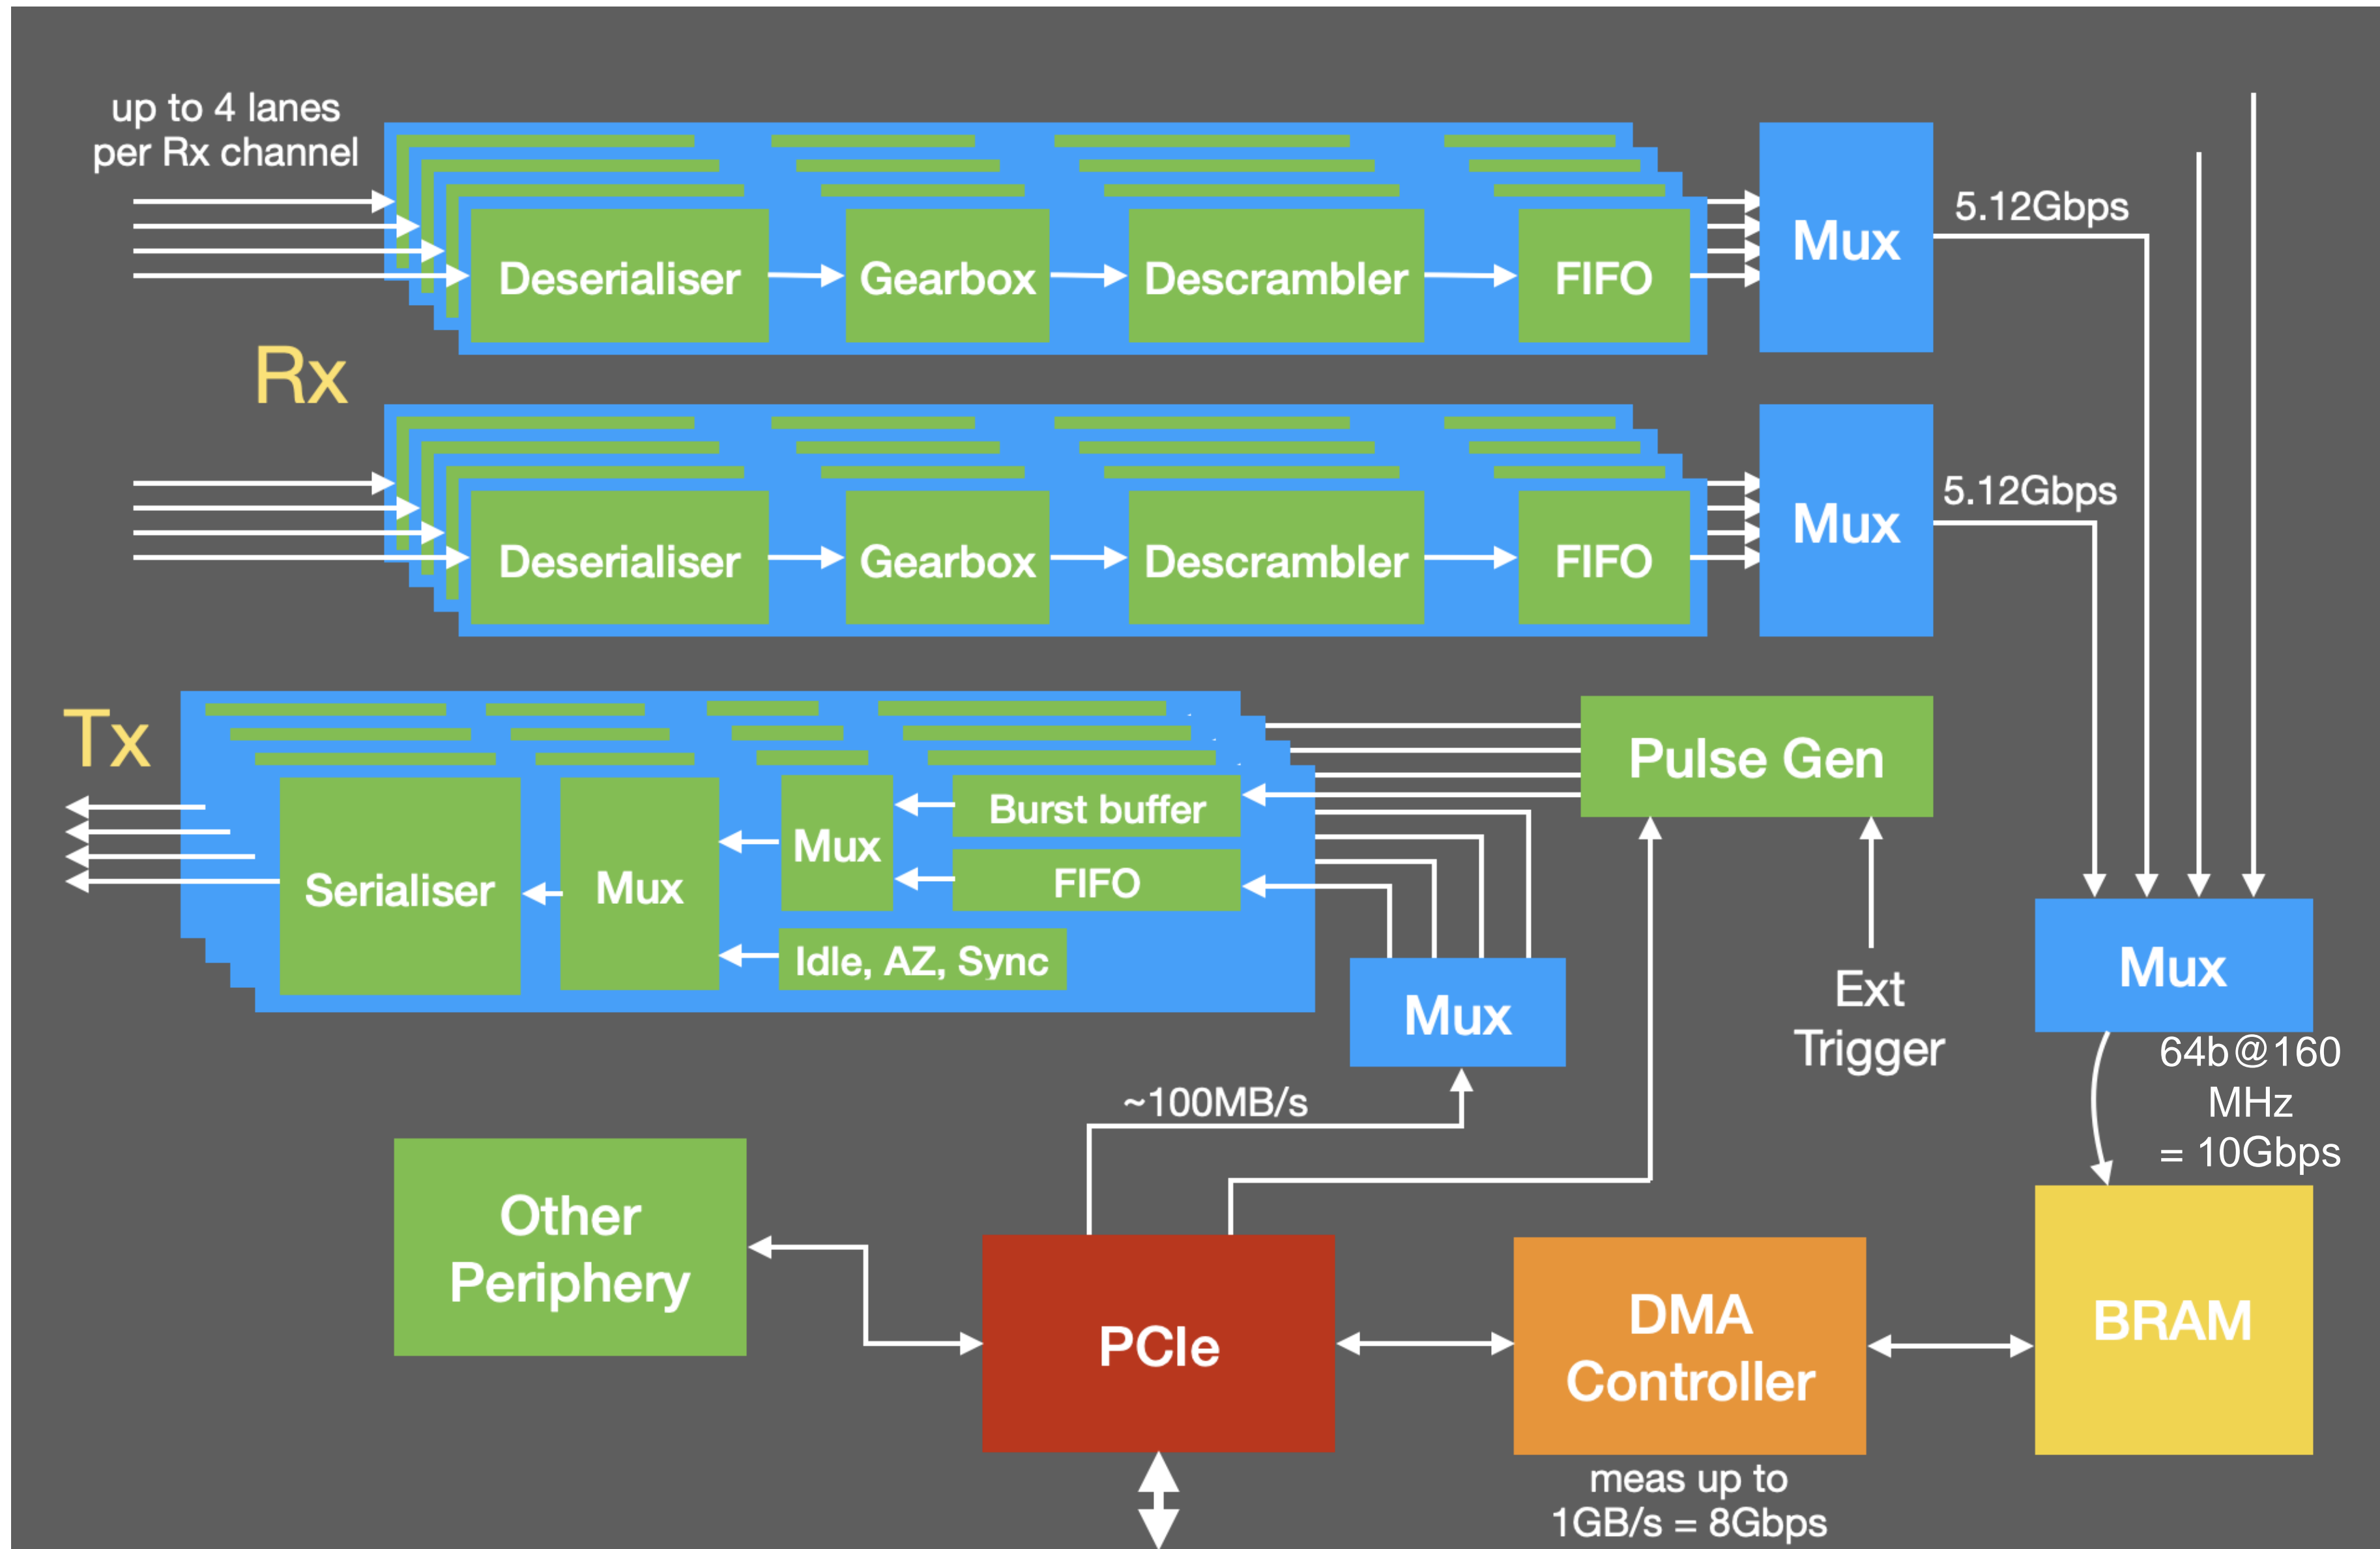 up to 4 lanes
per Rx channel
Deserialiser
Gearbox
Descrambler
FIFO
Mux
5.12Gbps
Rx
Deserialiser
Gearbox
Descrambler
FIFO
Mux
5.12Gbps
Tx
Serialiser
Mux
Mux
Burst buffer
FIFO
Idle, AZ, Sync
Pulse Gen
Mux
Ext
Trigger
Mux
64b@160
MHz
= 10Gbps
~100MB/s
Other
Periphery
PCIe
DMA
Controller
BRAM
meas up to
1GB/s = 8Gbps